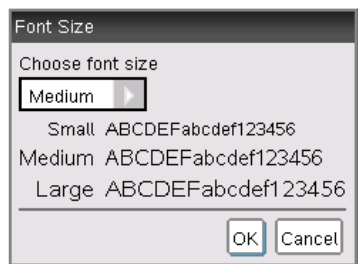 Font Size
Choose font size
Medium
Small ABCDEFabcdef123456
Medium ABCDEFabcdef123456
Large ABCDEFabcdef123456
OK Cancel